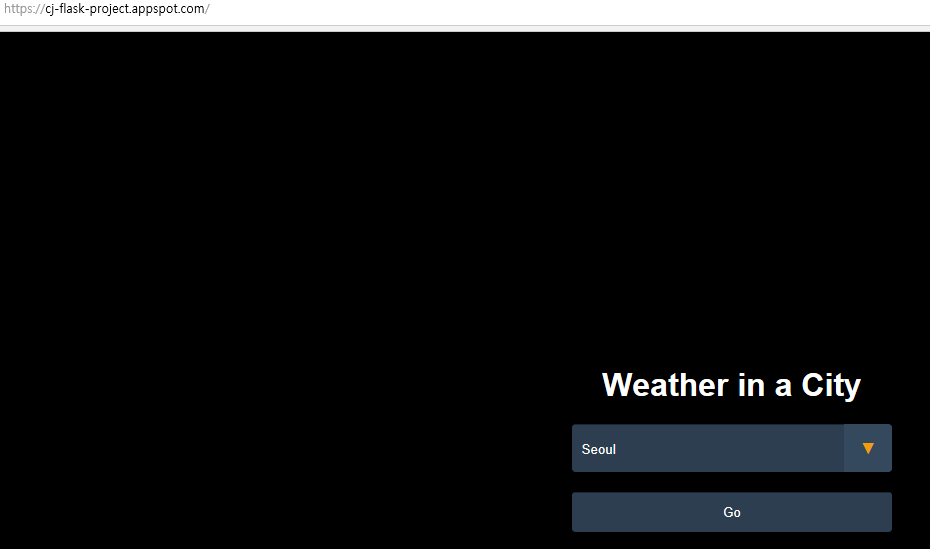 https://cj-flask-project.appspot.com/
Weather in a City
Seoul
Go